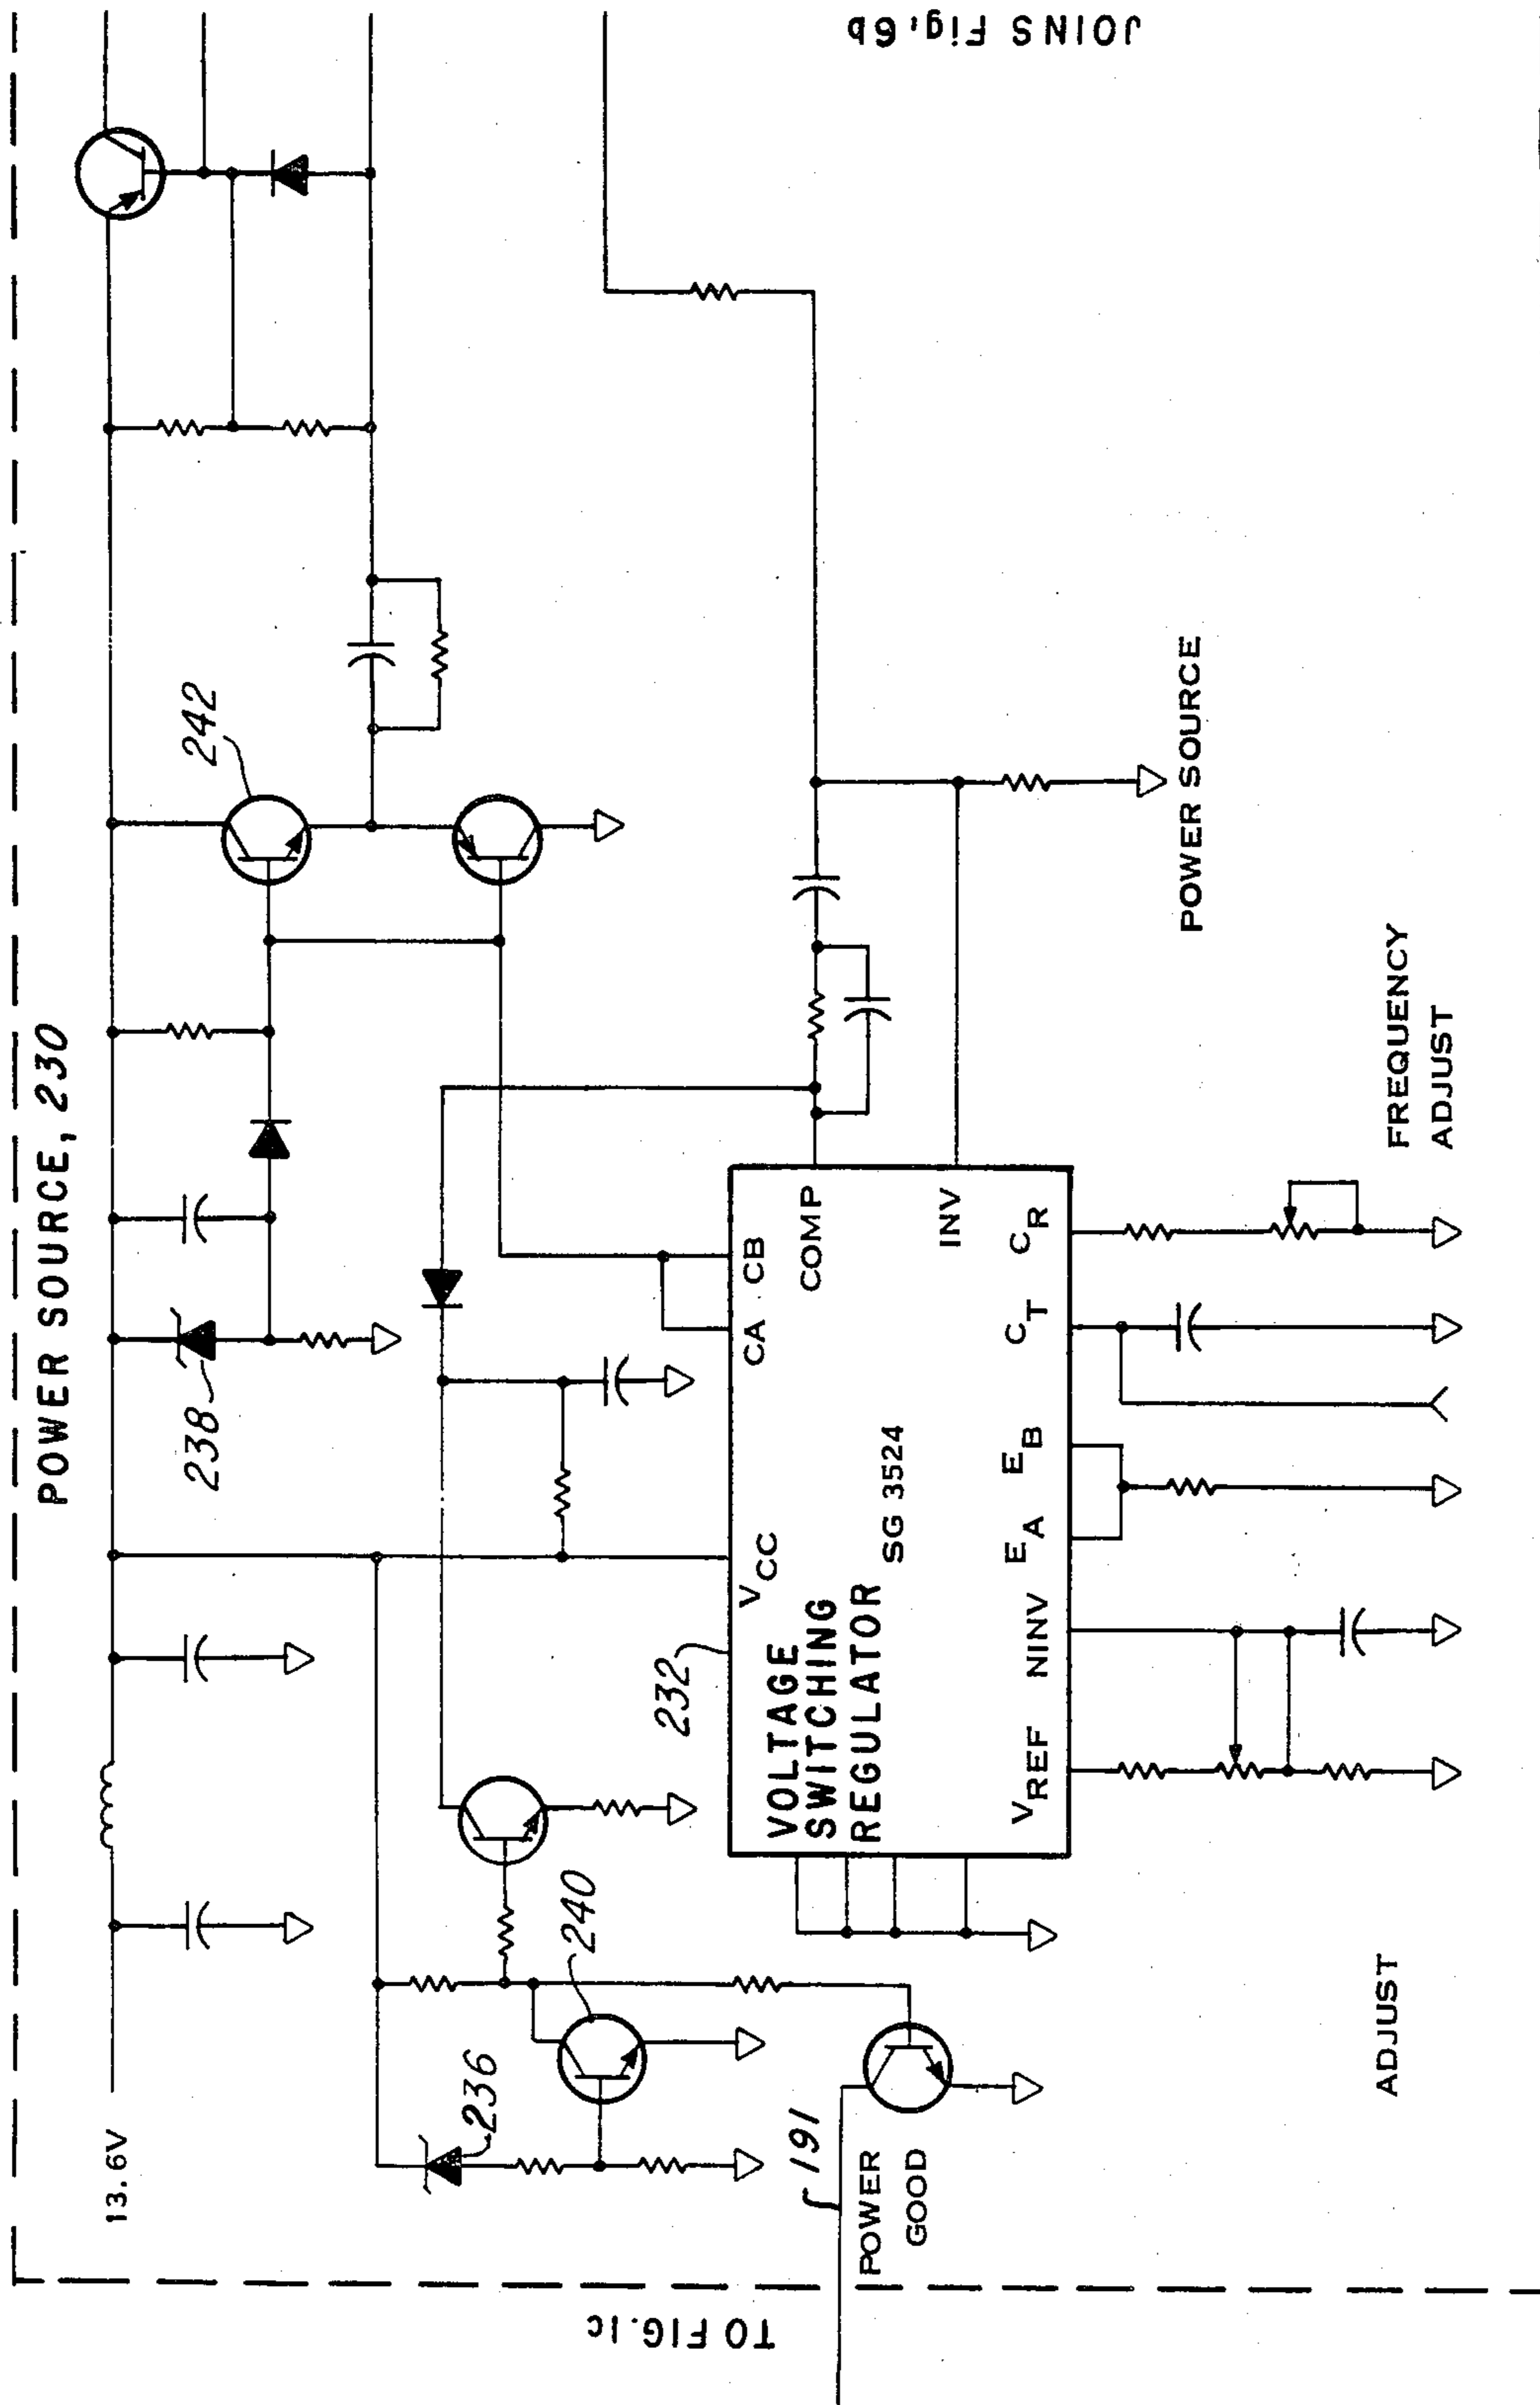 POWER SOURCE, 230
JOINS Fig. 6b
TO FIG. 1c
13.6V
238
242
236
240
232
191
POWER
GOOD
VOLTAGE
SWITCHING
REGULATOR
SG 3524
VCC
CA
CB
COMP
INV
VREF
NINV
EA
EB
CT
CR
POWER SOURCE
ADJUST
FREQUENCY
ADJUST